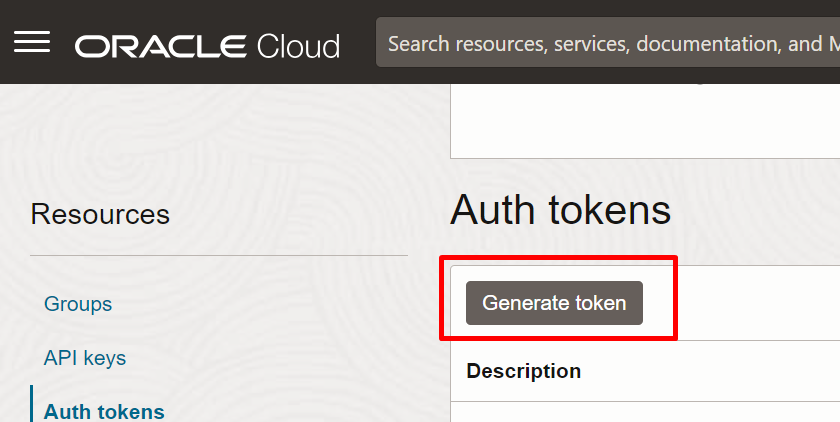 ORACLE Cloud
Search resources, services, documentation, and M
Resources
Groups
API keys
Auth tokens
Auth tokens
Generate token
Description